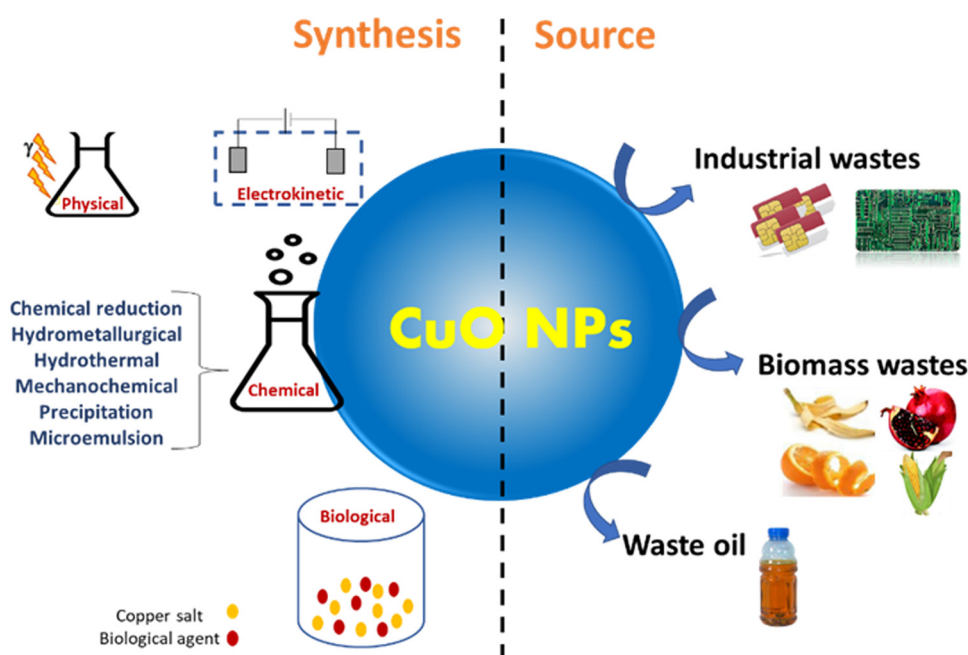 Synthesis
Source
γ
Physical
Electrokinetic
Industrial wastes
Chemical reduction
Hydrometallurgical
Hydrothermal
Mechanochemical
Precipitation
Microemulsion
Chemical
CuO NPs
Biomass wastes
Biological
Waste oil
Copper salt
Biological agent